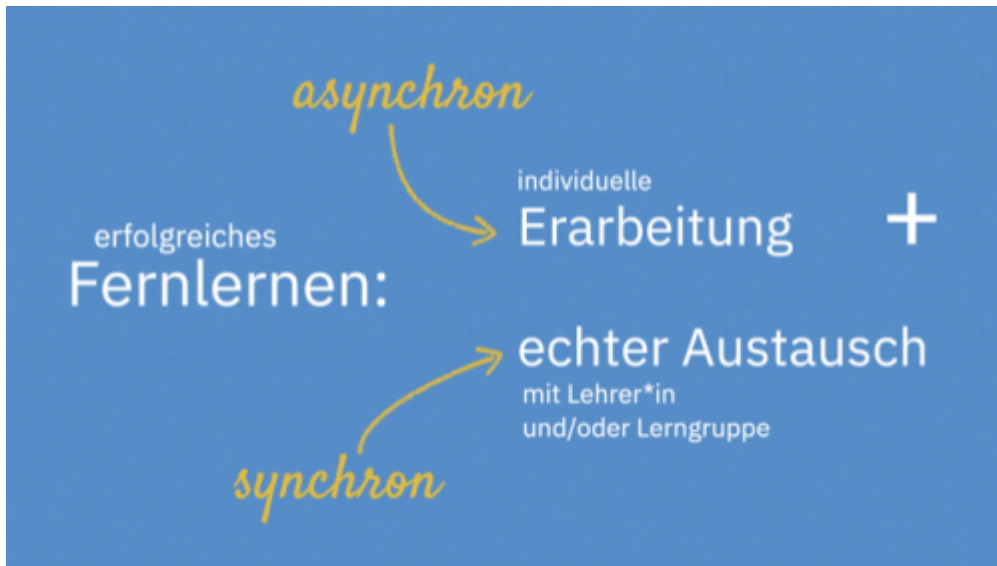 asynchron
individuelle
Erarbeitung +
erfolgreiches
Fernlernen:
echter Austausch
mit Lehrer*in
und/oder Lerngruppe
synchron